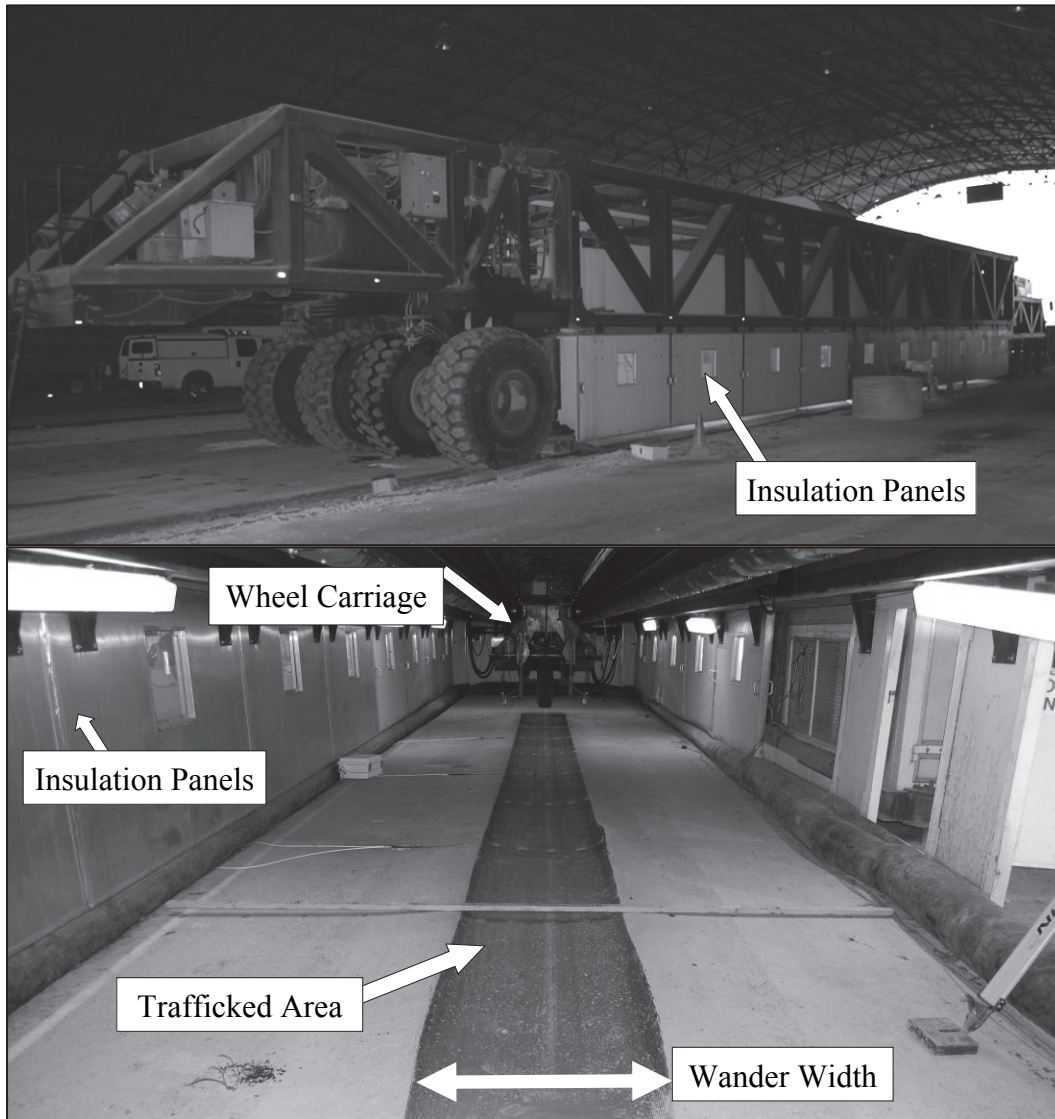 Insulation Panels
Wheel Carriage
Insulation Panels
Trafficked Area
Wander Width